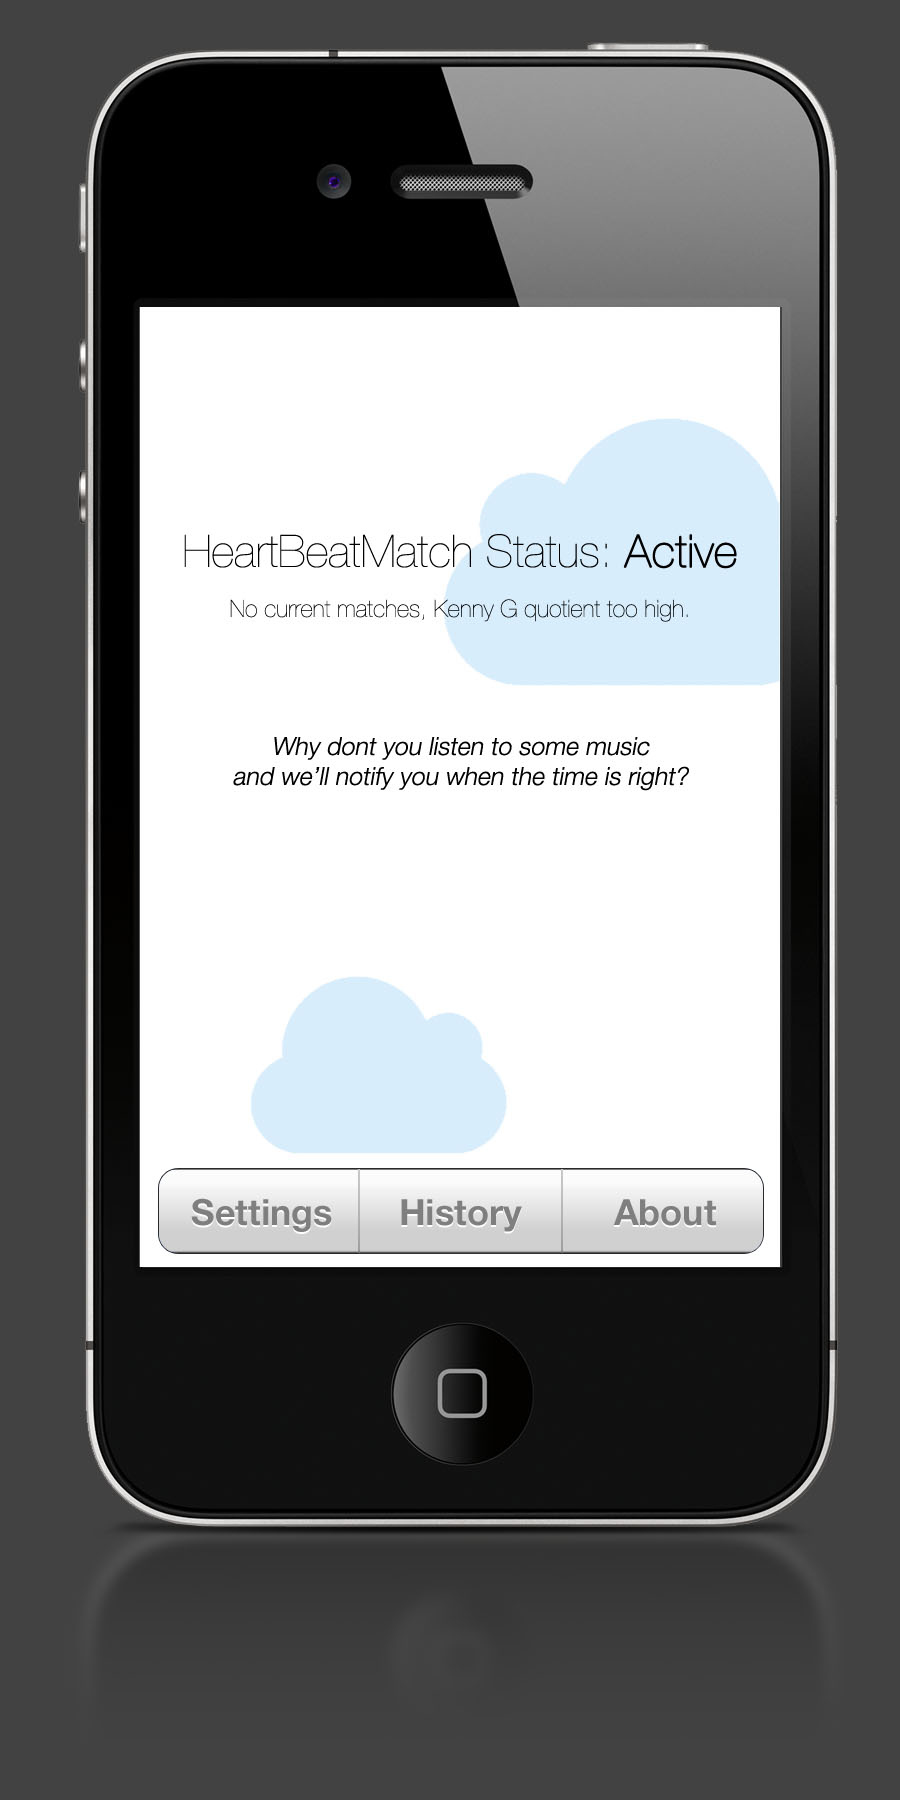 HeartBeatMatch Status: Active
No current matches, Kenny G quotient too high.
Why dont you listen to some music
and we’ll notify you when the time is right?
Settings History About